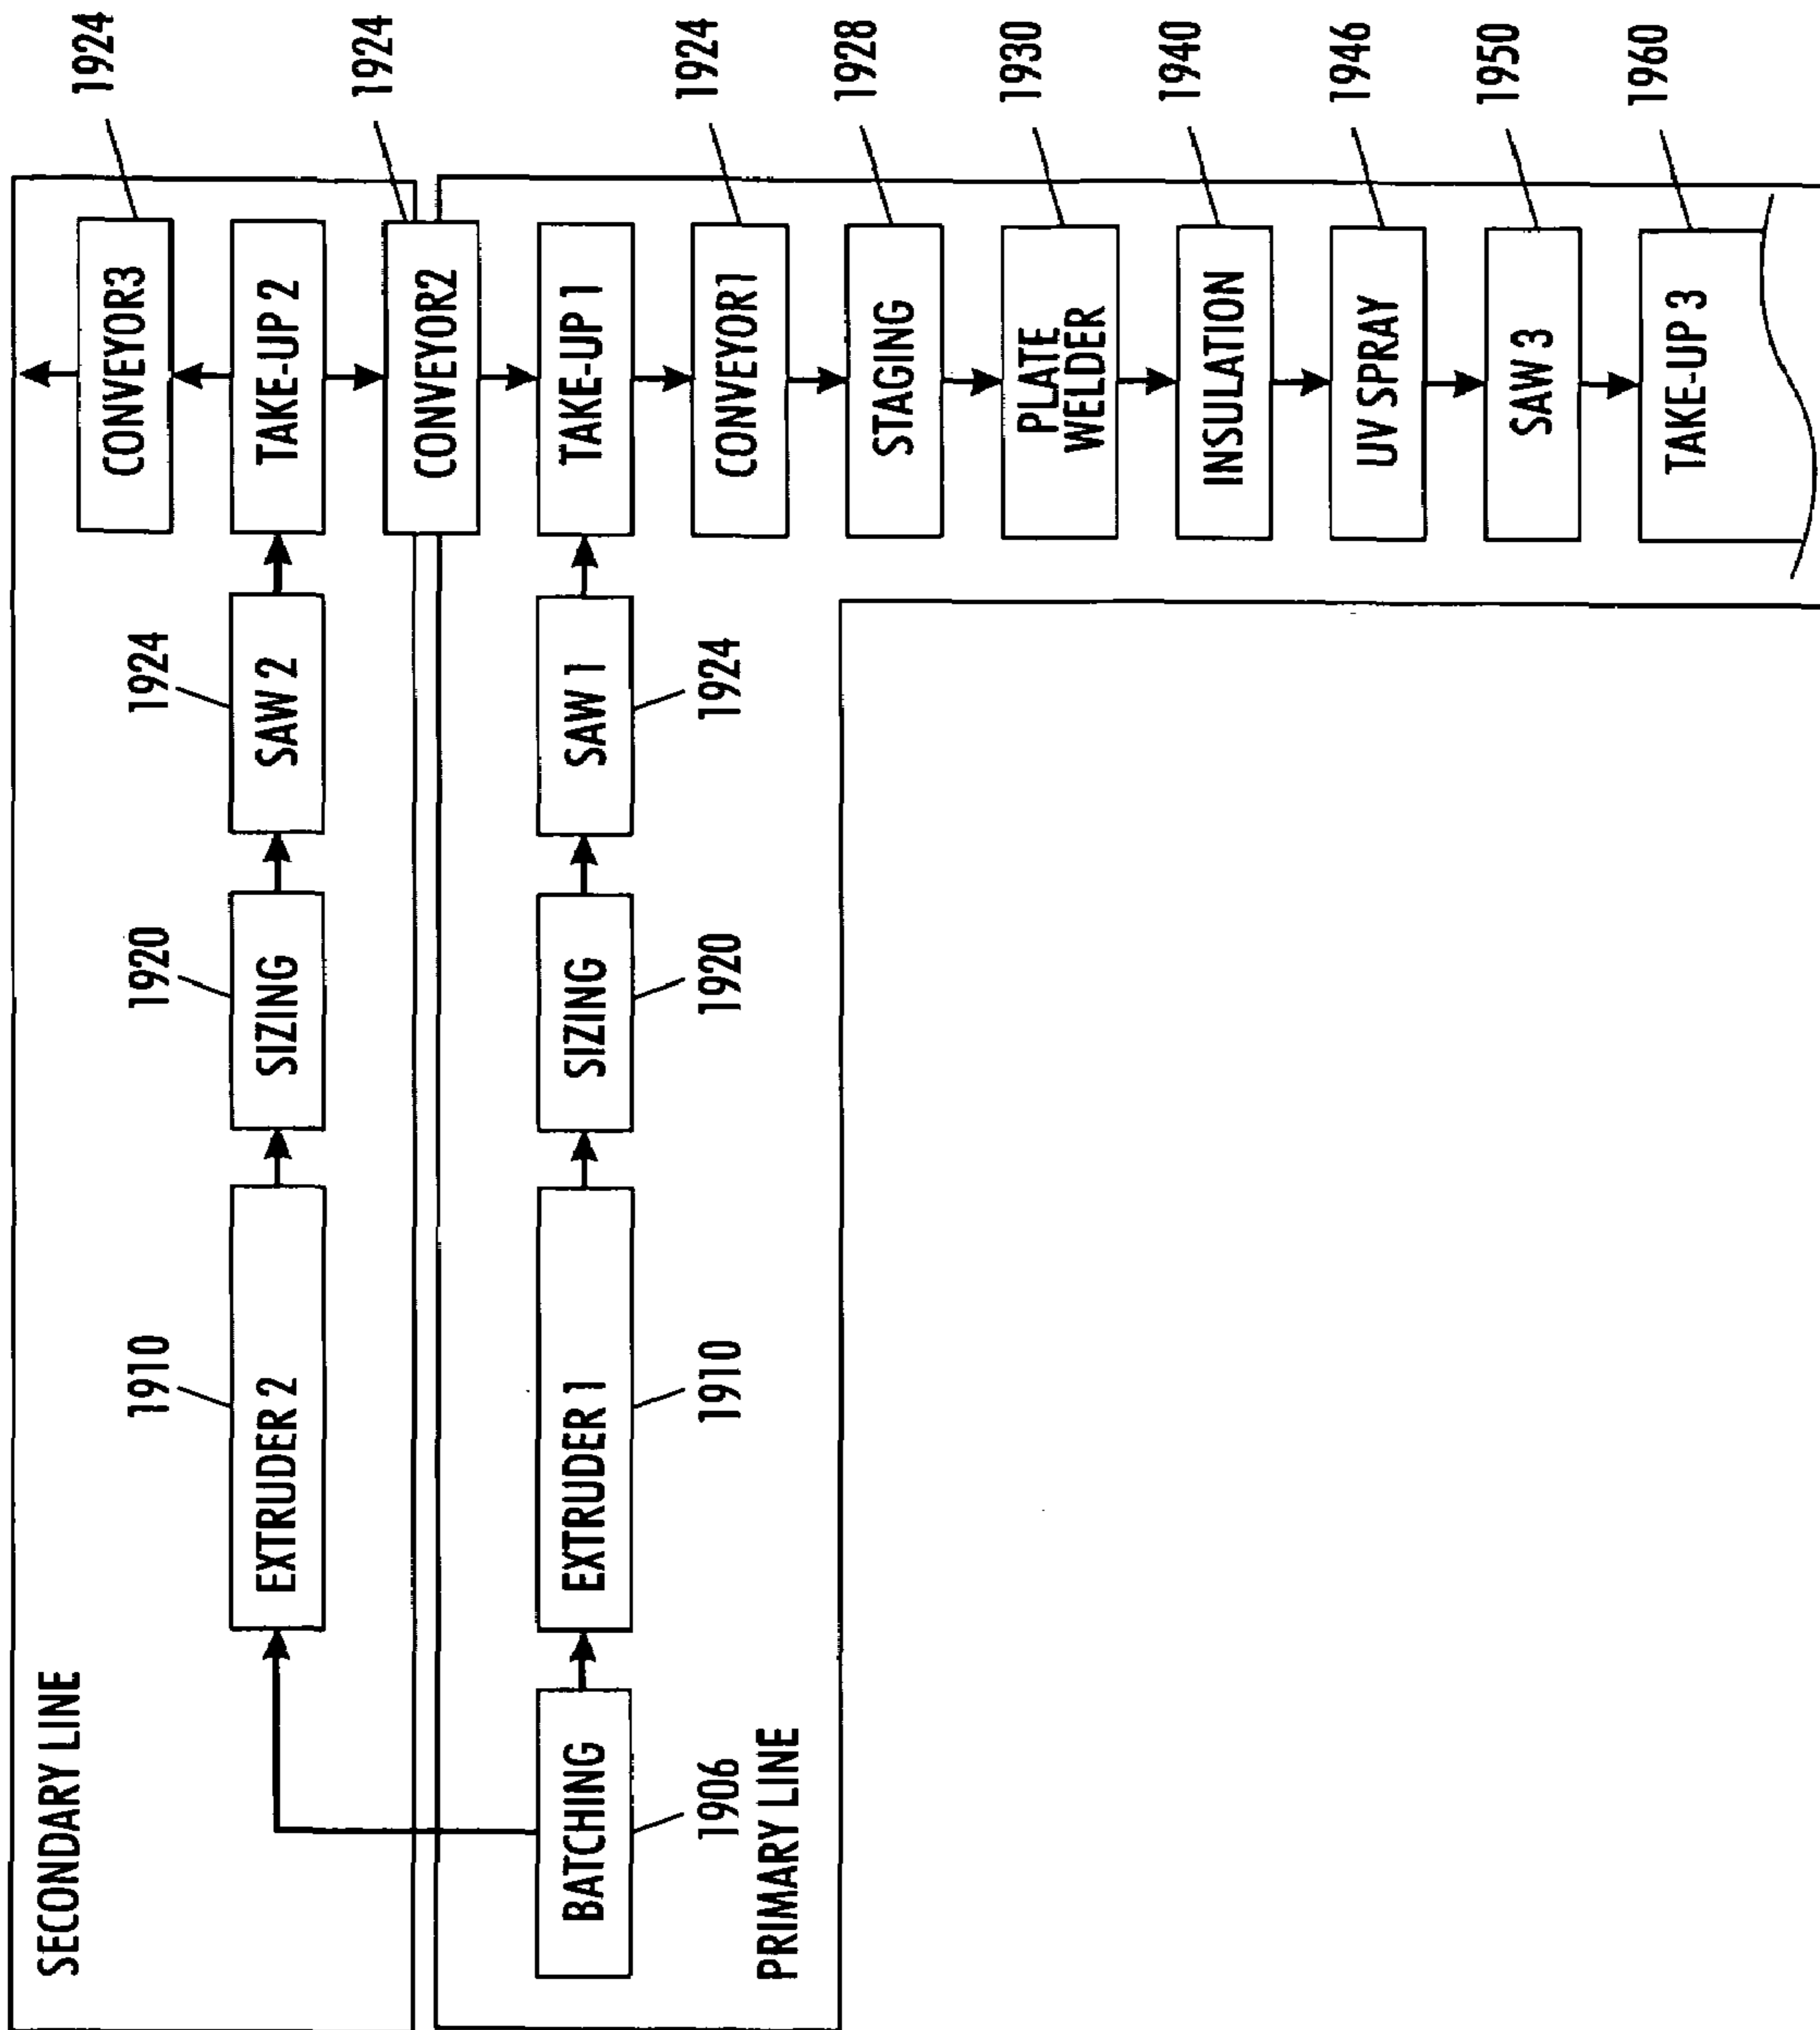 SECONDARY LINE
CONVEYOR3
1924
1910
1920
1924
EXTRUDER 2
SIZING
SAW 2
TAKE-UP 2
CONVEYOR2
1924
BATCHING
EXTRUDER 1
SIZING
SAW 1
TAKE-UP 1
1906
1910
1920
1924
CONVEYOR1
1924
PRIMARY LINE
STAGING
1928
PLATE
WELDER
1930
INSULATION
1940
UV SPRAY
1946
SAW 3
1950
TAKE-UP 3
1960